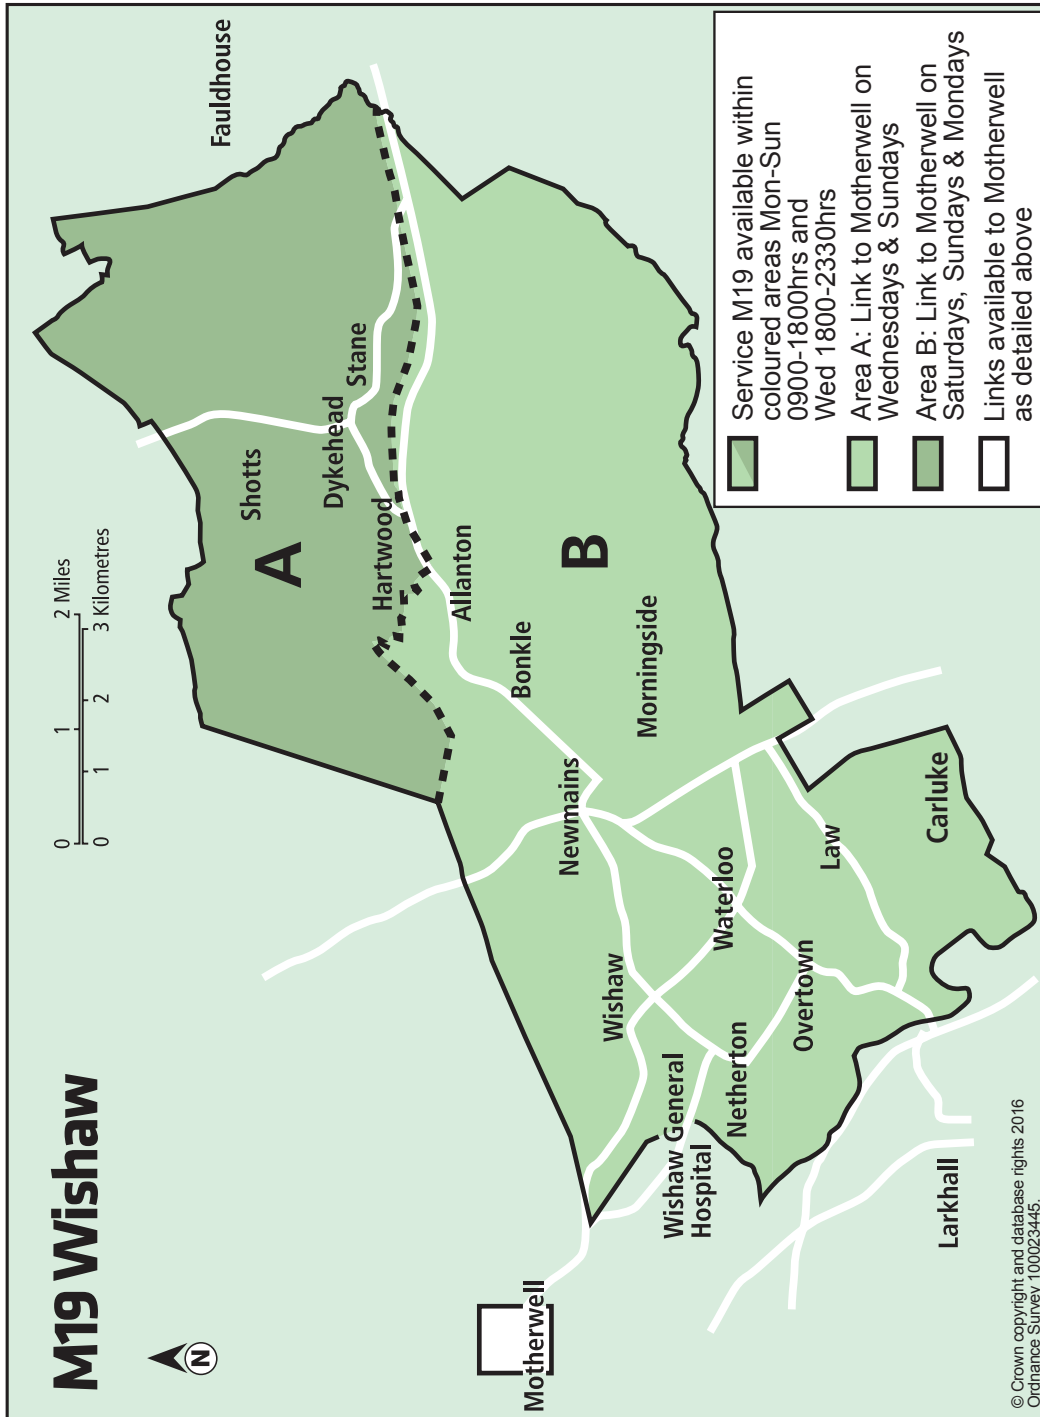 M19 Wishaw
N
0 1 2 Miles
0 1 2 3 Kilometres
Fauldhouse
Shotts
A
Dykehead
Stane
Hartwood
Allanton
B
Bonkle
Morningside
Newmains
Wishaw
Waterloo
Law
Carluke
Overtown
Netherton
Wishaw General
Hospital
Motherwell
Larkhall
Service M19 available within
coloured areas Mon-Sun
0900-1800hrs and
Wed 1800-2330hrs
Area A: Link to Motherwell on
Wednesdays & Sundays
Area B: Link to Motherwell on
Saturdays, Sundays & Mondays
Links available to Motherwell
as detailed above
© Crown copyright and database rights 2016
Ordnance Survey 100023445.